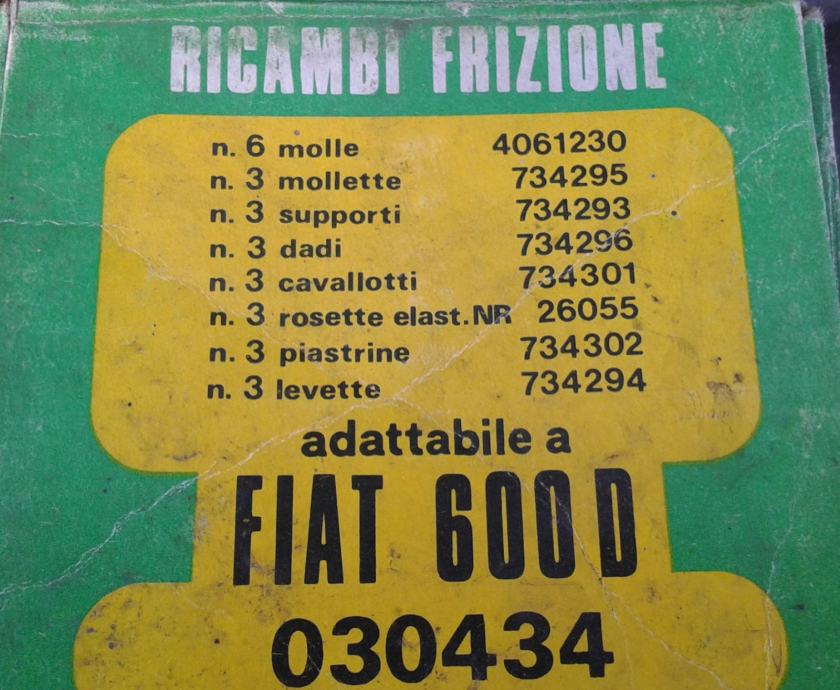 RICAMBI FRIZIONE
n. 6 molle 4061230
n. 3 mollette 734295
n. 3 supporti 734293
n. 3 dadi 734296
n. 3 cavallotti 734301
n. 3 rosette elast.NR 26055
n. 3 piastrine 734302
n. 3 levette 734294
adattabile a
FIAT 600D
030434